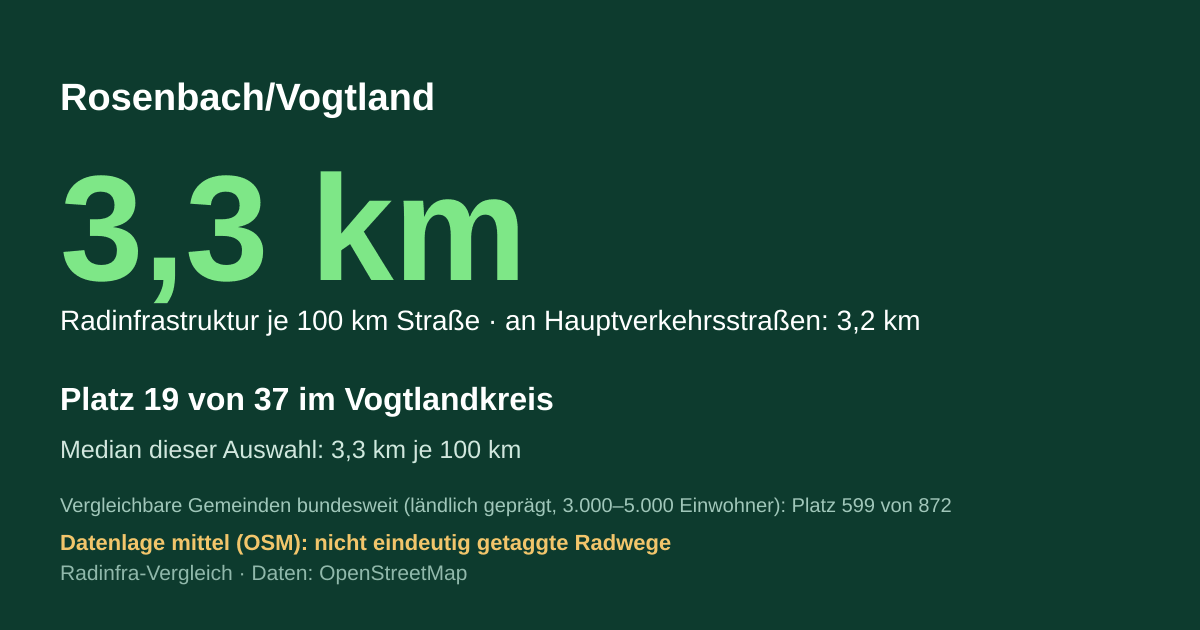 Rosenbach/Vogtland
3,3 km
Radinfrastruktur je 100 km Straße · an Hauptverkehrsstraßen: 3,2 km
Platz 19 von 37 im Vogtlandkreis
Median dieser Auswahl: 3,3 km je 100 km
Vergleichbare Gemeinden bundesweit (ländlich geprägt, 3.000–5.000 Einwohner): Platz 599 von 872
Datenlage mittel (OSM): nicht eindeutig getaggte Radwege
Radinfra-Vergleich · Daten: OpenStreetMap